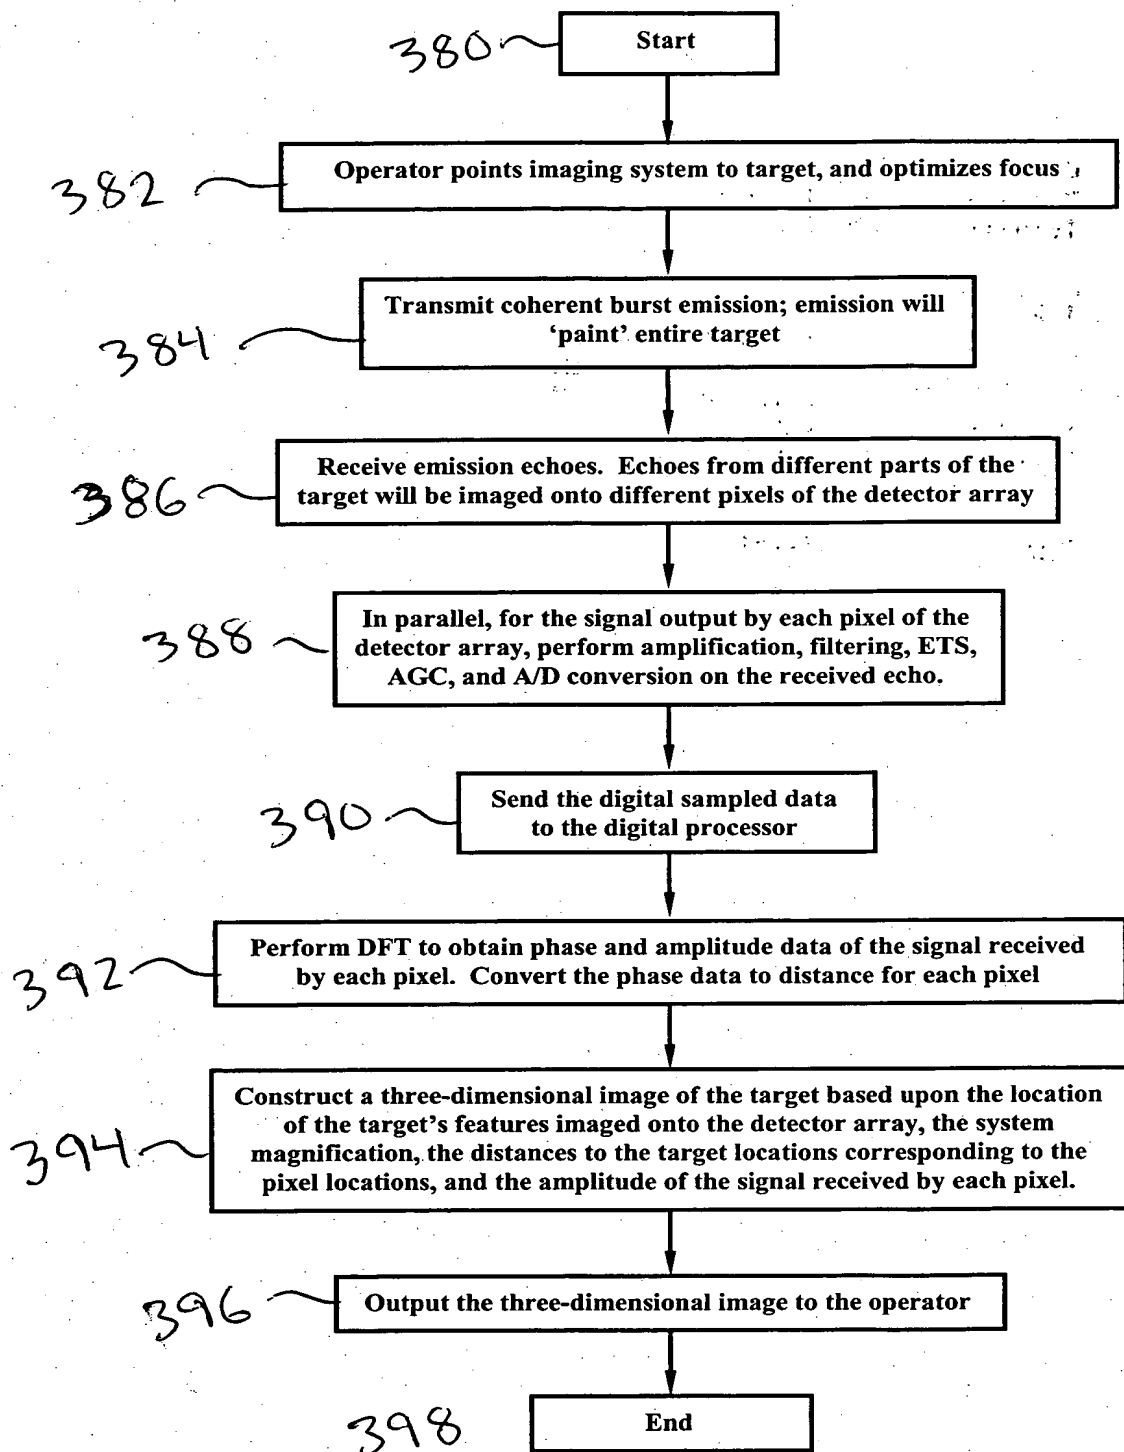 380
Start
382
Operator points imaging system to target, and optimizes focus
384
Transmit coherent burst emission; emission will
‘paint’ entire target
386
Receive emission echoes. Echoes from different parts of the
target will be imaged onto different pixels of the detector array
388
In parallel, for the signal output by each pixel of the
detector array, perform amplification, filtering, ETS,
AGC, and A/D conversion on the received echo.
390
Send the digital sampled data
to the digital processor
392
Perform DFT to obtain phase and amplitude data of the signal received
by each pixel. Convert the phase data to distance for each pixel
394
Construct a three-dimensional image of the target based upon the location
of the target’s features imaged onto the detector array, the system
magnification, the distances to the target locations corresponding to the
pixel locations, and the amplitude of the signal received by each pixel.
396
Output the three-dimensional image to the operator
398
End